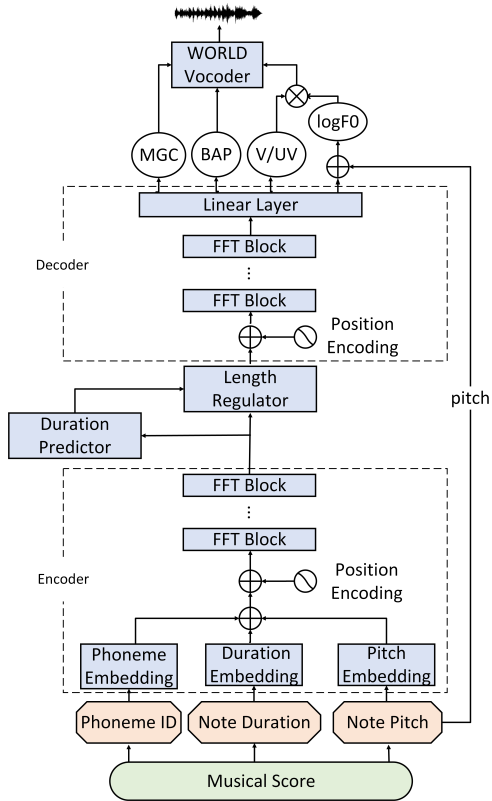 WORLD
Vocoder
logF0
MGC
BAP
V/UV
Linear Layer
FFT Block
Decoder
...
FFT Block
Position
Encoding
Length
Regulator
pitch
Duration
Predictor
FFT Block
...
FFT Block
Encoder
Position
Encoding
Phoneme
Embedding
Duration
Embedding
Pitch
Embedding
Phoneme ID
Note Duration
Note Pitch
Musical Score